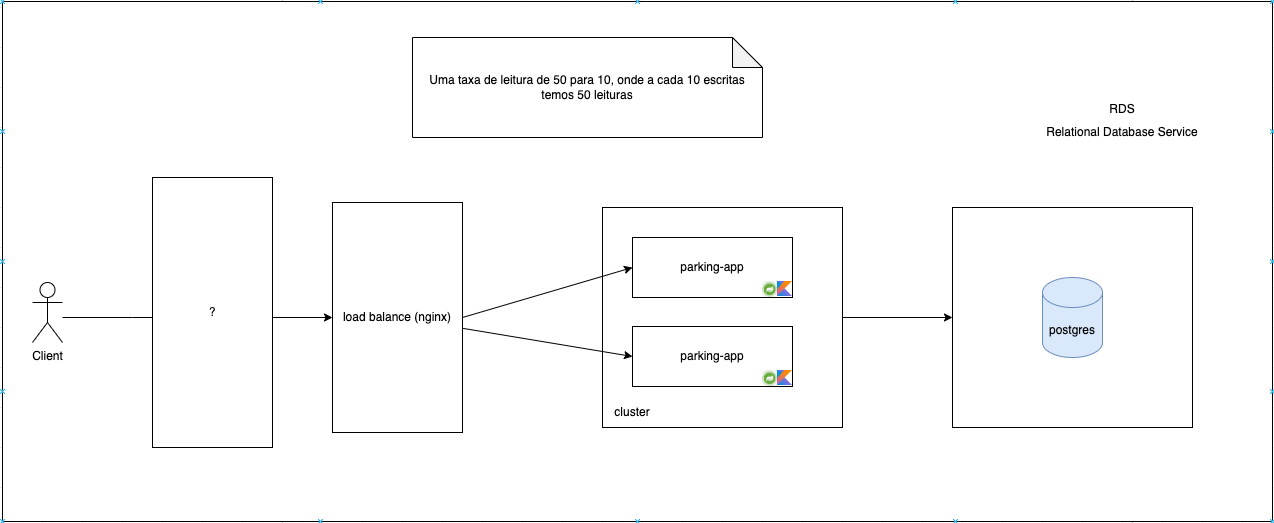 Uma taxa de leitura de 50 para 10, onde a cada 10 escritas
temos 50 leituras
RDS
Relational Database Service
Client
?
load balance (nginx)
parking-app
parking-app
cluster
postgres